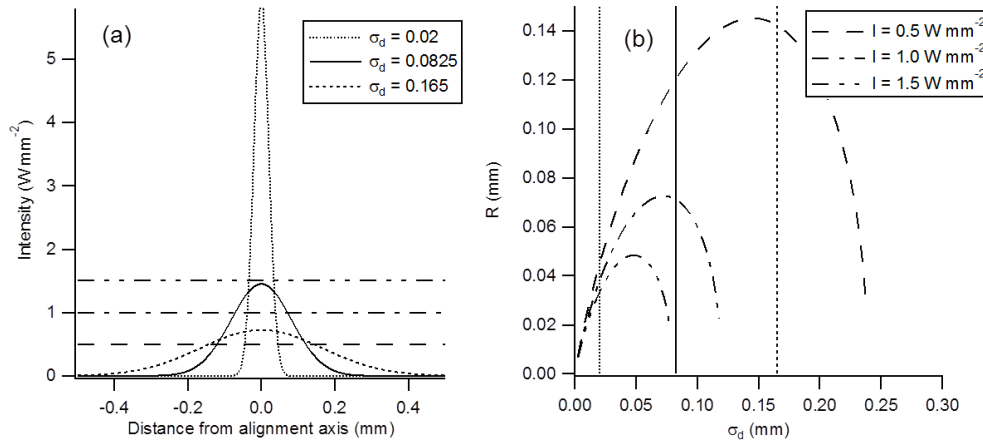 (a)
σd = 0.02
σd = 0.0825
σd = 0.165
Intensity (Wmm-2)
5
4
3
2
1
0
-0.4
-0.2
0.0
0.2
0.4
Distance from alignment axis (mm)
(b)
I = 0.5 W mm-2
I = 1.0 W mm-2
I = 1.5 W mm-2
R (mm)
0.14
0.12
0.10
0.08
0.06
0.04
0.02
0.00
0.00
0.05
0.10
0.15
0.20
0.25
0.30
σd (mm)